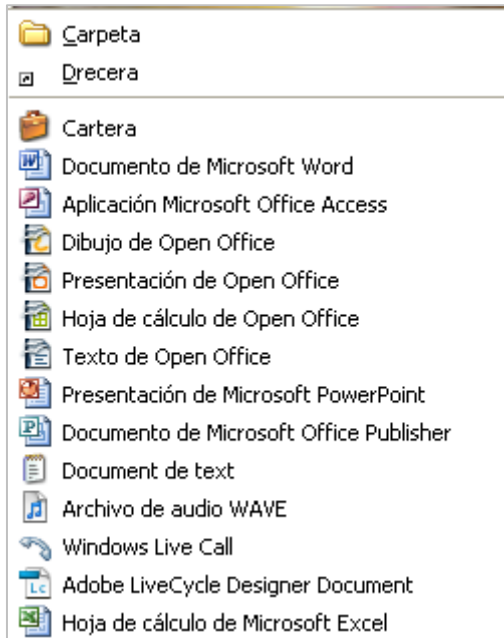 Carpeta
Drecera
Cartera
Documento de Microsoft Word
Aplicación Microsoft Office Access
Dibujo de Open Office
Presentación de Open Office
Hoja de cálculo de Open Office
Texto de Open Office
Presentación de Microsoft PowerPoint
Documento de Microsoft Office Publisher
Document de text
Archivo de audio WAVE
Windows Live Call
Adobe LiveCycle Designer Document
Hoja de cálculo de Microsoft Excel